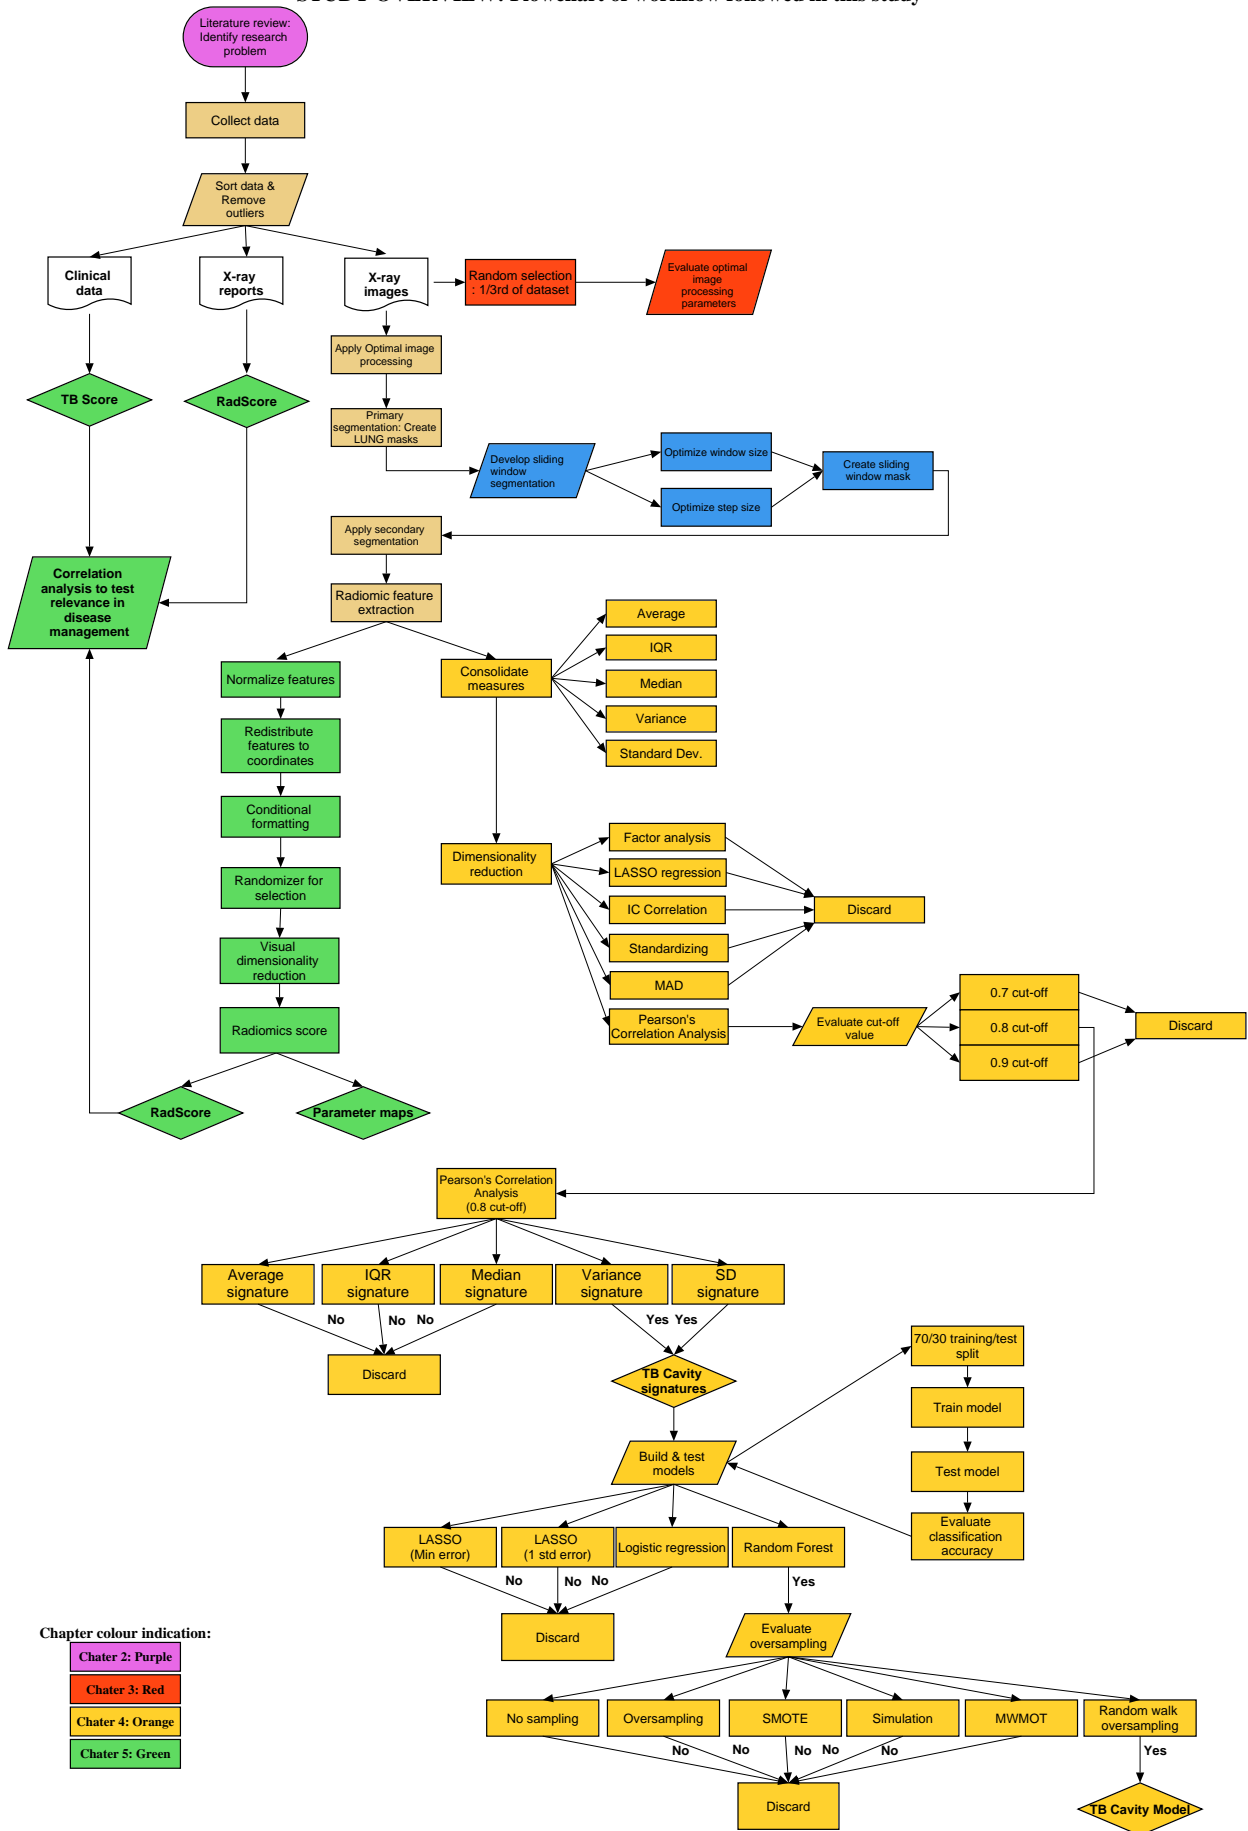 STUDY OVERVIEW: Flowchart of workflow followed in this study
Literature review:
Identify research
problem
Collect data
Sort data &
Remove
outliers
Clinical
data
X-ray
reports
X-ray
images
Random selection
: 1/3rd of dataset
Evaluate optimal
image
processing
parameters
Apply Optimal image
processing
TB Score
RadScore
Primary
segmentation: Create
LUNG masks
Develop sliding
window
segmentation
Optimize window size
Optimize step size
Create sliding
window mask
Apply secondary
segmentation
Correlation
analysis to test
relevance in
disease
management
Radiomic feature
extraction
Average
IQR
Median
Variance
Standard Dev.
Normalize features
Consolidate
measures
Redistribute
features to
coordinates
Conditional
formatting
Randomizer for
selection
Visual
dimensionality
reduction
Radiomics score
RadScore
Parameter maps
Dimensionality
reduction
Factor analysis
LASSO regression
IC Correlation
Standardizing
MAD
Pearson's
Correlation Analysis
Discard
Evaluate cut-off
value
0.7 cut-off
0.8 cut-off
0.9 cut-off
Discard
Pearson's Correlation
Analysis
(0.8 cut-off)
Average
signature
IQR
signature
Median
signature
Variance
signature
SD
signature
No
No
No
Yes
Yes
Discard
TB Cavity
signatures
70/30 training/test
split
Train model
Test model
Evaluate
classification
accuracy
Build & test
models
LASSO
(Min error)
LASSO
(1 std error)
Logistic regression
Random Forest
No
No
No
Yes
Discard
Evaluate
oversampling
Chapter colour indication:
Chater 2: Purple
Chater 3: Red
Chater 4: Orange
Chater 5: Green
No sampling
Oversampling
SMOTE
Simulation
MWMOT
Random walk
oversampling
No
No
No
No
No
Yes
Discard
TB Cavity Model